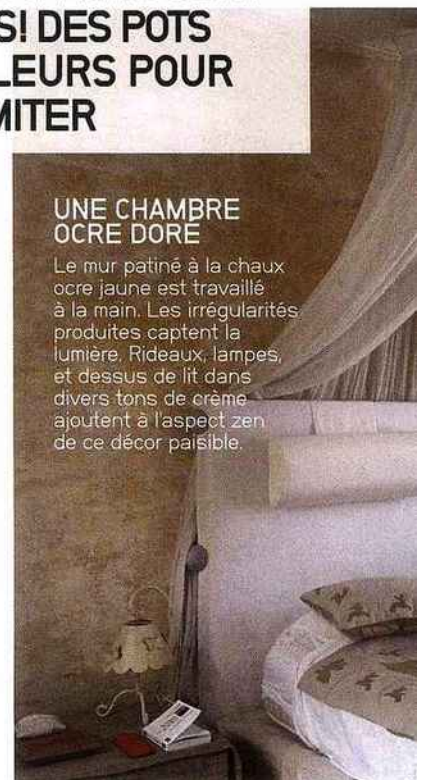 S! DES POTS
LEURS POUR
MITER
UNE CHAMBRE
OCRE DORÉ
Le mur patiné à la chaux
ocre jaune est travaillé
à la main. Les irrégularités
produites captent la
lumière. Rideaux, lampes,
et dessus de lit dans
divers tons de crème
ajoutent à l'aspect zen
de ce décor paisible.